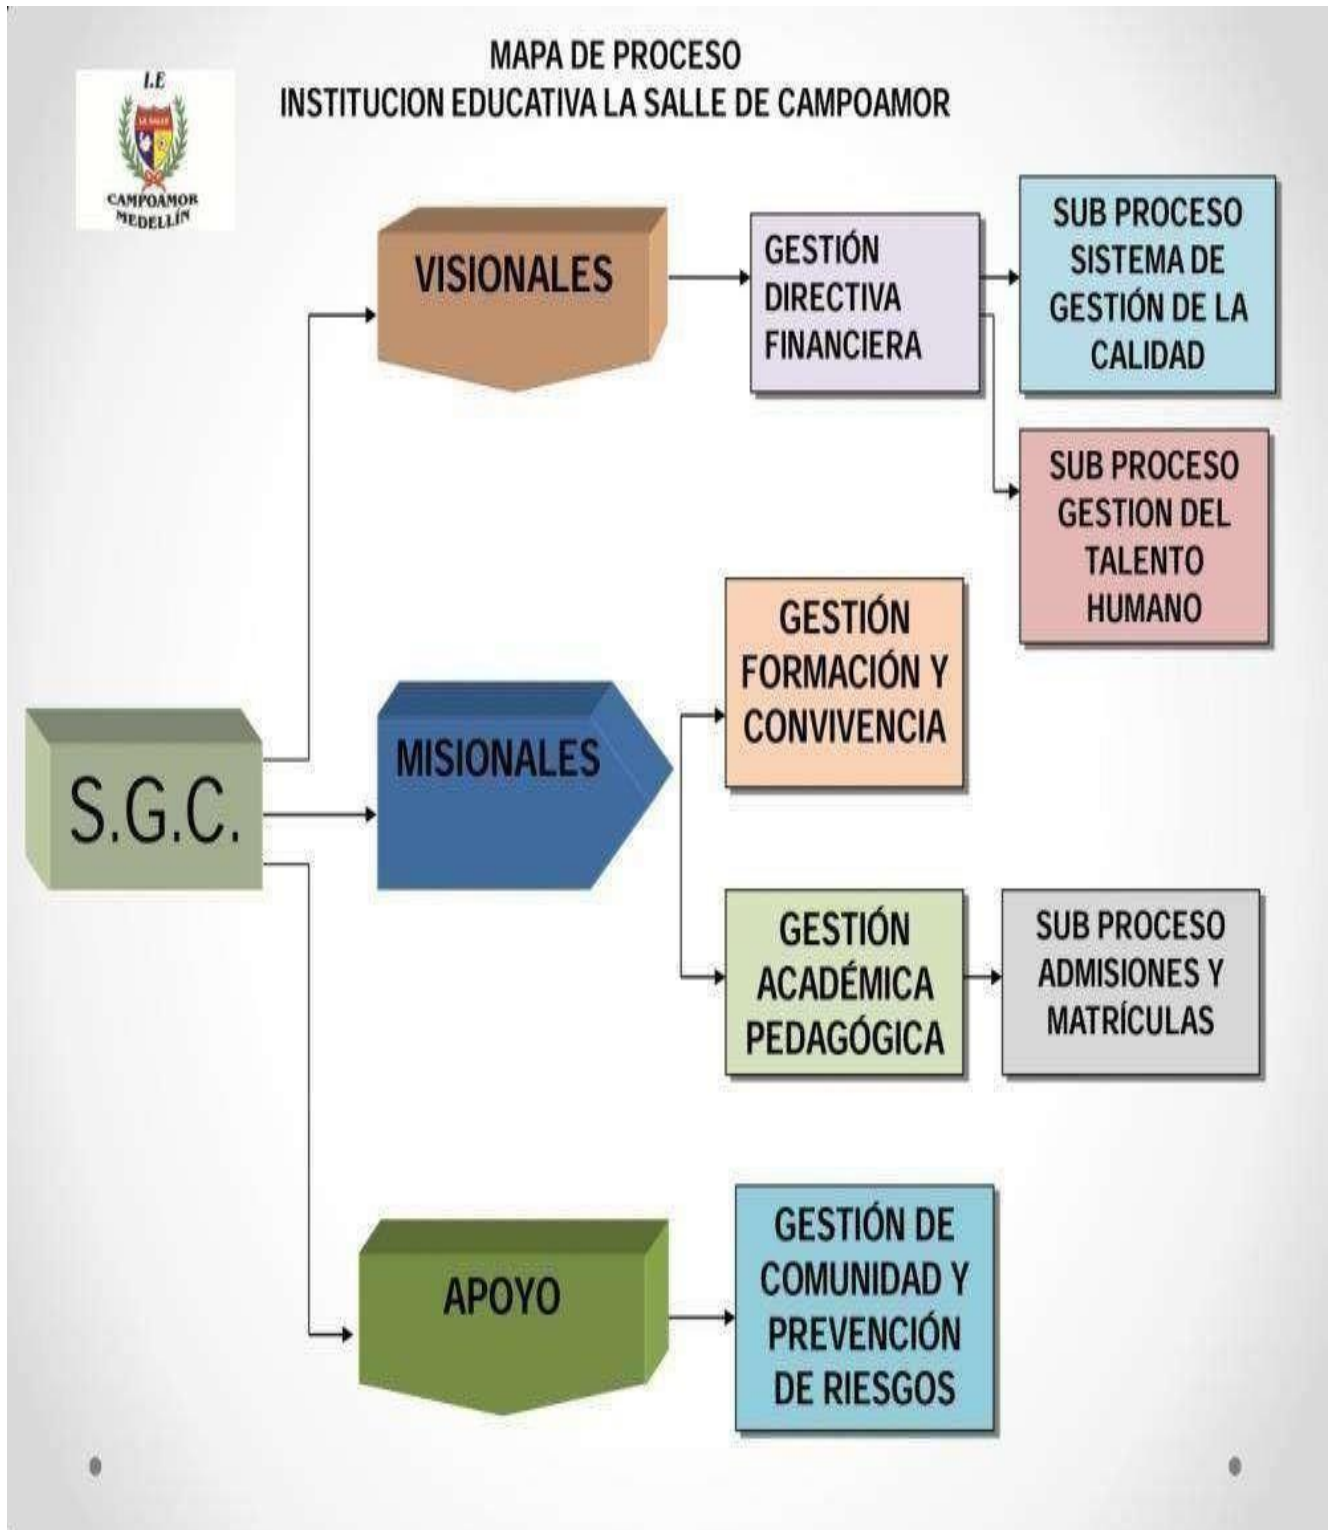 MAPA DE PROCESO
INSTITUCION EDUCATIVA LA SALLE DE CAMPOAMOR
I.E
LA SALLE
CAMPOAMOR
MEDELLÍN
VISIONALES
GESTIÓN
DIRECTIVA
FINANCIERA
SUB PROCESO
SISTEMA DE
GESTIÓN DE LA
CALIDAD
SUB PROCESO
GESTION DEL
TALENTO
HUMANO
S.G.C.
MISIONALES
GESTIÓN
FORMACIÓN Y
CONVIVENCIA
GESTIÓN
ACADÉMICA
PEDAGÓGICA
SUB PROCESO
ADMISIONES Y
MATRÍCULAS
APOYO
GESTIÓN DE
COMUNIDAD Y
PREVENCIÓN
DE RIESGOS